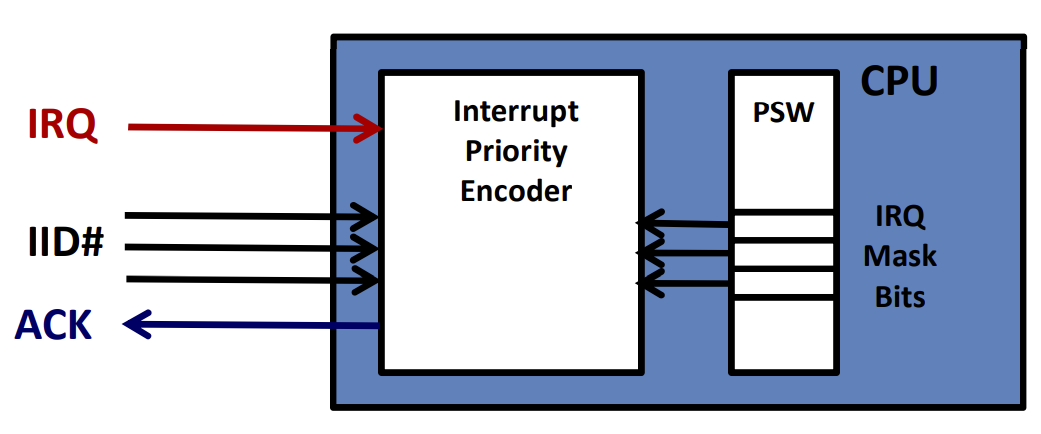 CPU
IRQ
IID#
ACK
Interrupt
Priority
Encoder
PSW
IRQ
Mask
Bits